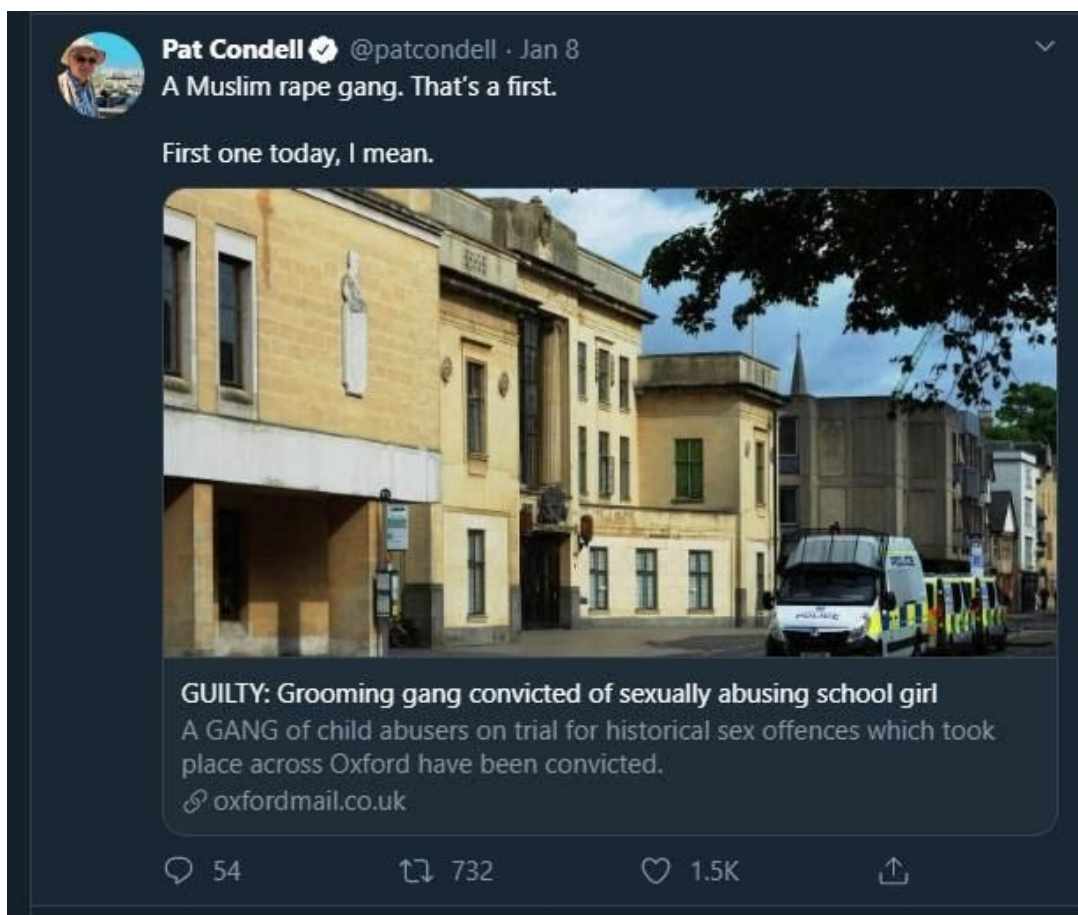 Pat Condell @patcondell · Jan 8
A Muslim rape gang. That's a first.
First one today, I mean.
POLICE
POLICE
GUILTY: Grooming gang convicted of sexually abusing school girl
A GANG of child abusers on trial for historical sex offences which took
place across Oxford have been convicted.
oxfordmail.co.uk
54 732 1.5K